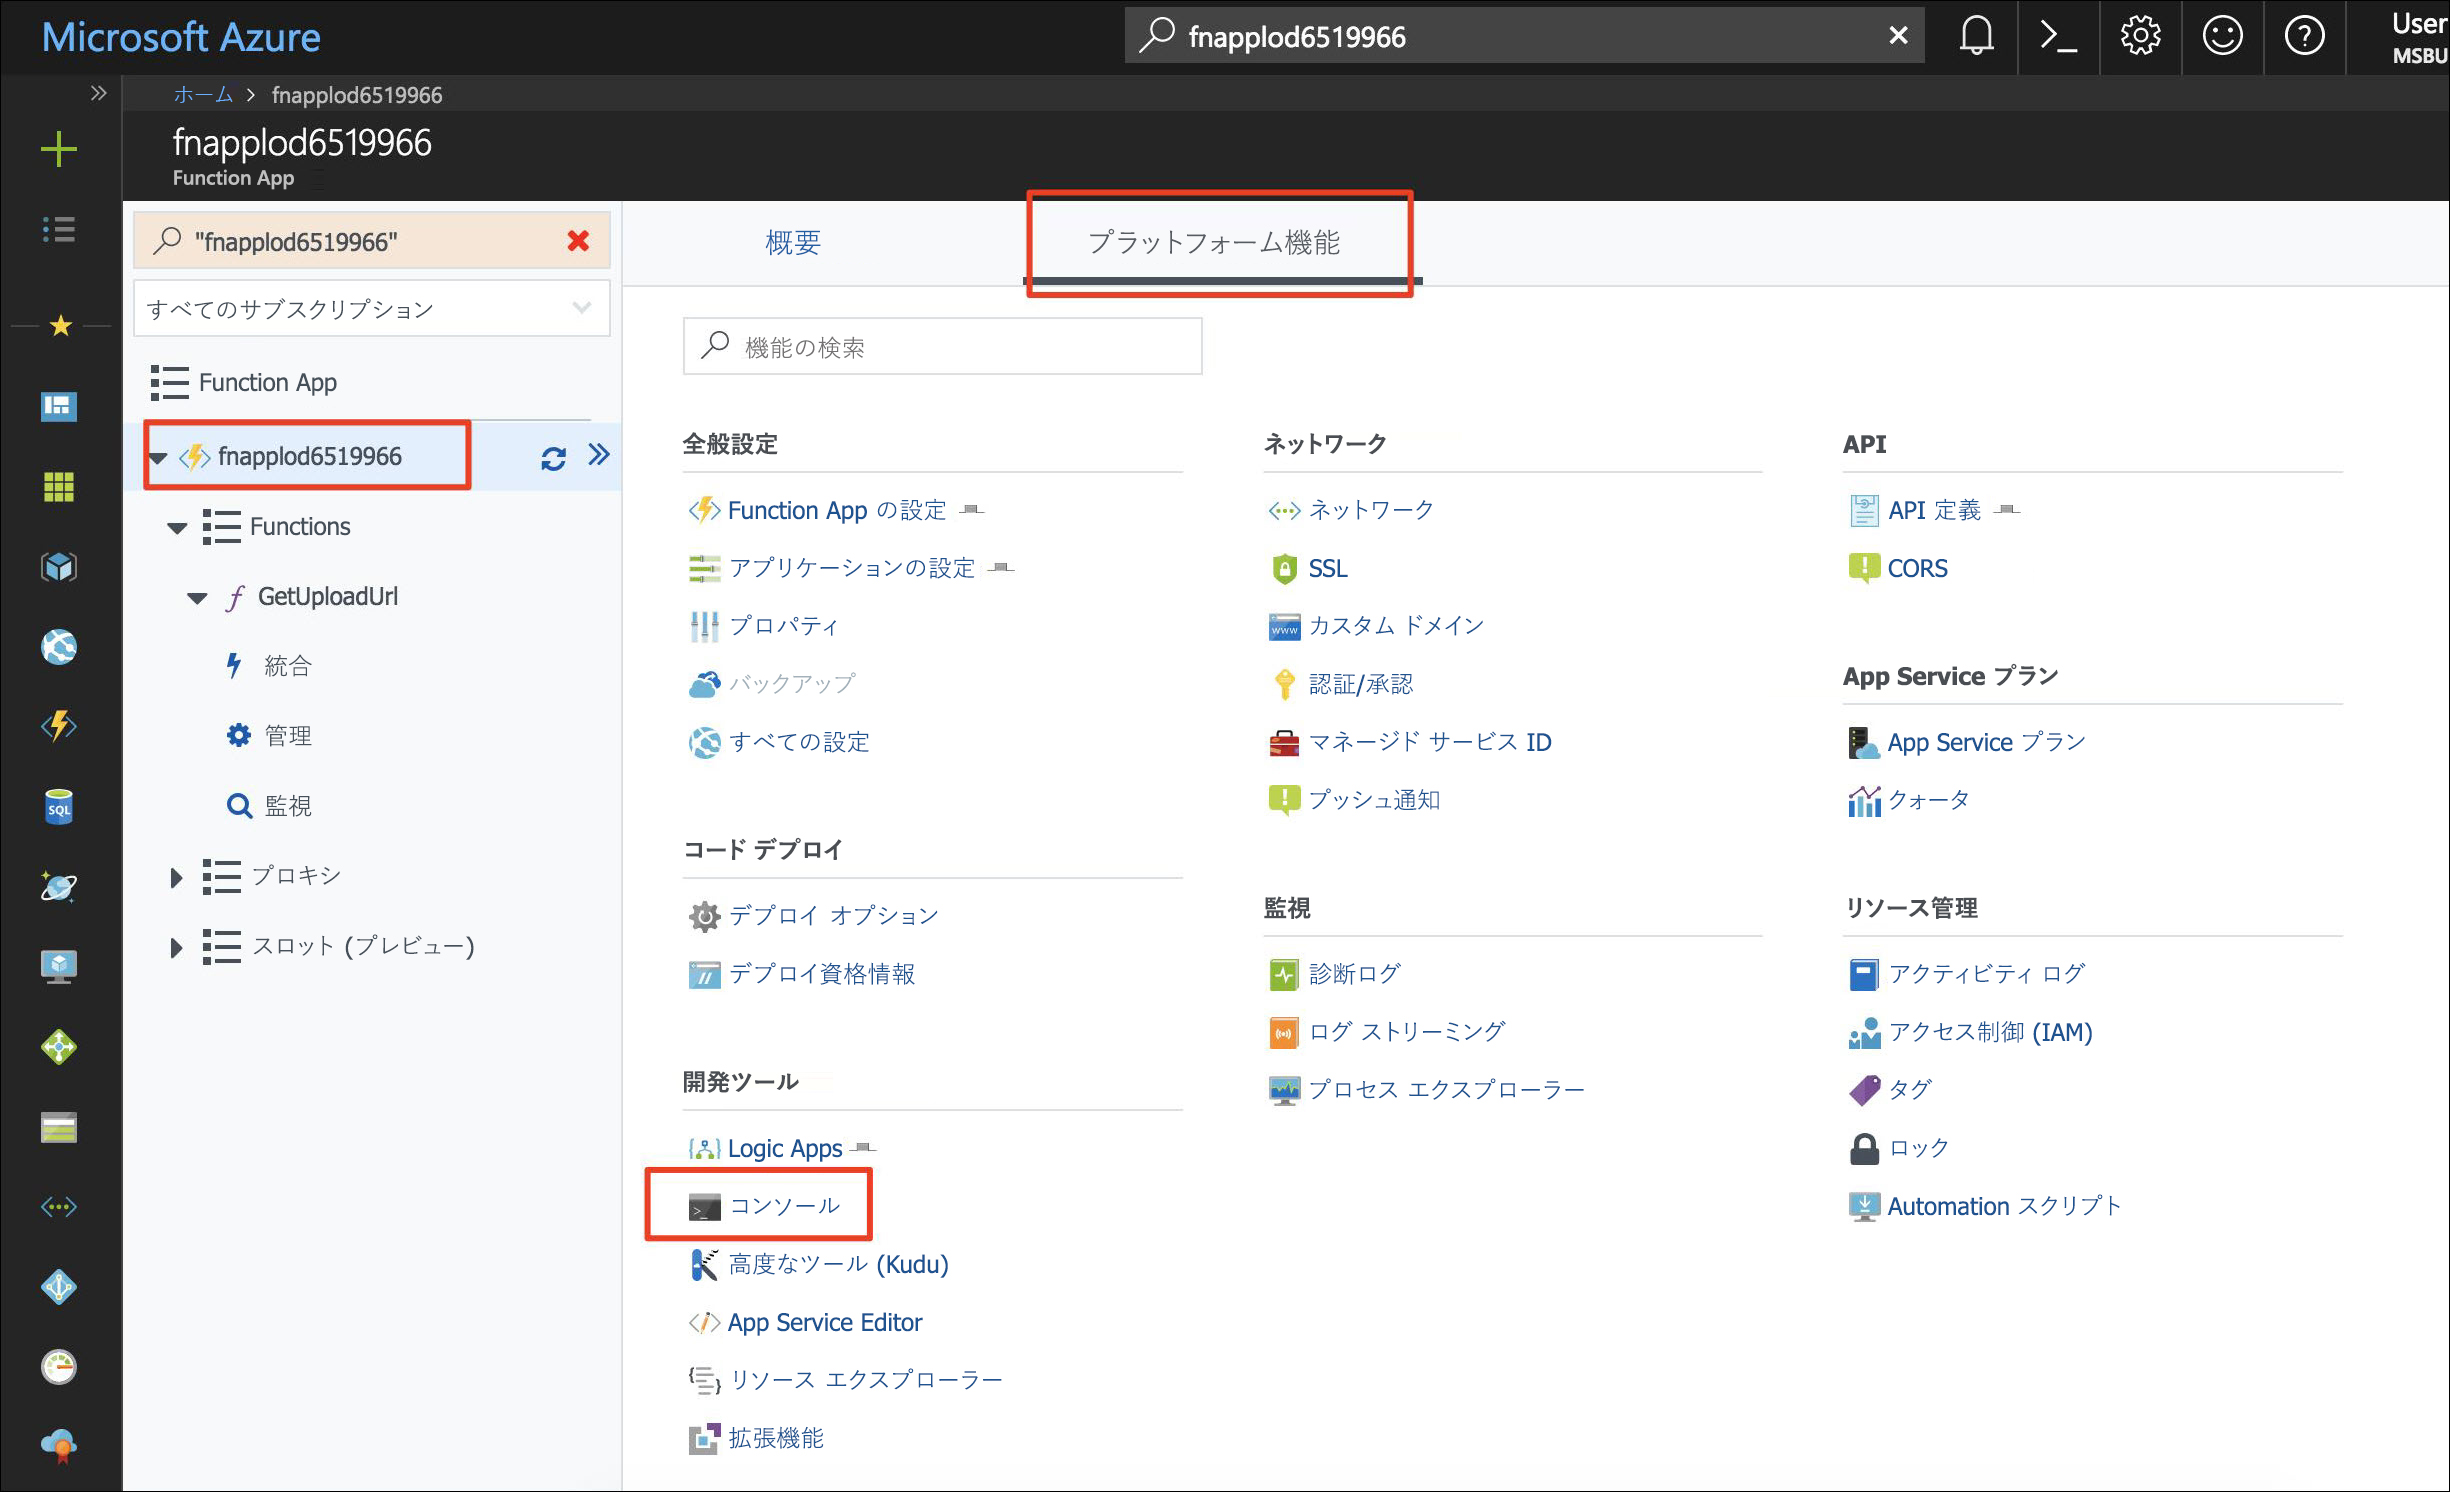 Microsoft Azure
fnapplod6519966
User
MSBU
ホーム > fnapplod6519966
fnapplod6519966
Function App
"fnapplod6519966"
すべてのサブスクリプション
Function App
fnapplod6519966
Functions
GetUploadUrl
統合
管理
監視
プロキシ
スロット (プレビュー)
概要
プラットフォーム機能
機能の検索
全般設定
Function App の設定
アプリケーションの設定
プロパティ
バックアップ
すべての設定
コード デプロイ
デプロイ オプション
デプロイ資格情報
開発ツール
Logic Apps
コンソール
高度なツール (Kudu)
App Service Editor
リソース エクスプローラー
拡張機能
ネットワーク
ネットワーク
SSL
カスタム ドメイン
認証/承認
マネージド サービス ID
プッシュ通知
監視
診断ログ
ログ ストリーミング
プロセス エクスプローラー
API
API 定義
CORS
App Service プラン
App Service プラン
クォータ
リソース管理
アクティビティ ログ
アクセス制御 (IAM)
タグ
ロック
Automation スクリプト
SQL
www